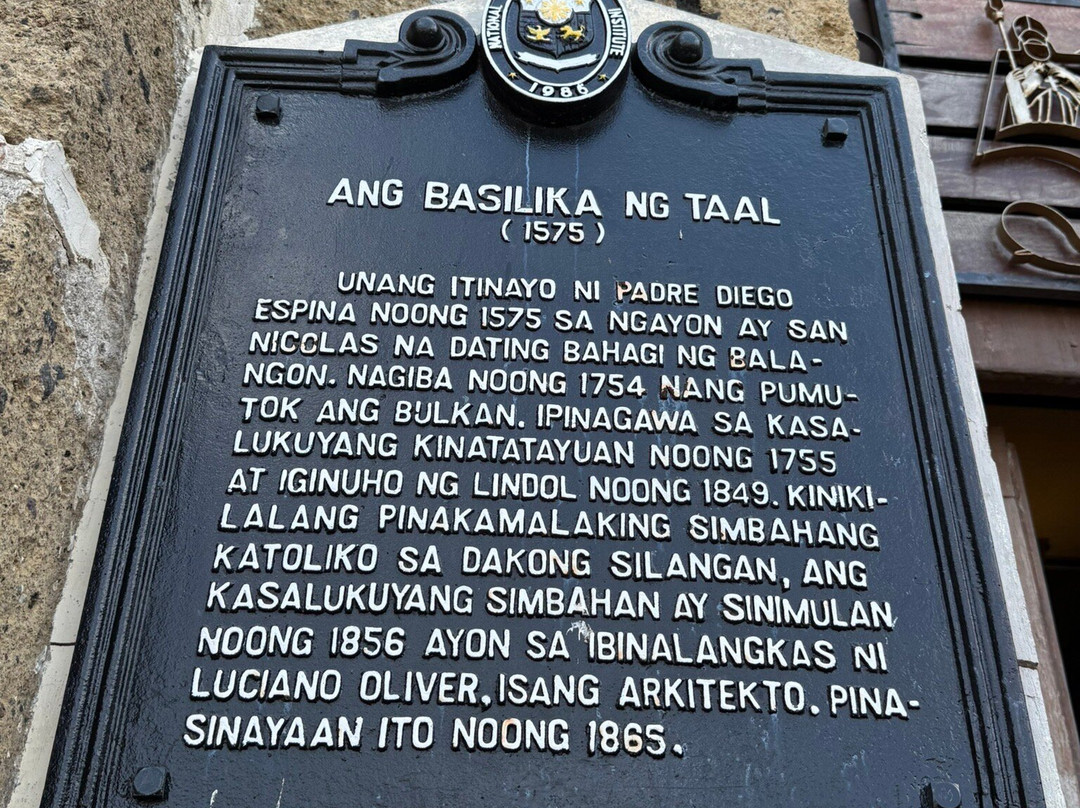 NATIONAL
INSTITUTE
1986
ANG BASILIKA NG TAAL
(1575)
UNANG ITINAYO NI PADRE DIEGO
ESPINA NOONG 1575 SA NGAYON AY SAN
NICOLAS NA DATING BAHAGI NG BALA-
NGON. NAGIBA NOONG 1754 NANG PUMU-
TOK ANG BULKAN. IPINAGAWA SA KASA-
LUKUYANG KINATATAYUAN NOONG 1755
AT IGINUHO NG LINDOL NOONG 1849. KINIKI-
LALANG PINAKAMALAKING SIMBAHANG
KATOLIKO SA DAKONG SILANGAN, ANG
KASALUKUYANG SIMBAHAN AY SINIMULAN
NOONG 1856 AYON SA IBINALANGKAS NI
LUCIANO OLIVER, ISANG ARKITEKTO. PINA-
SINAYAAN ITO NOONG 1865.